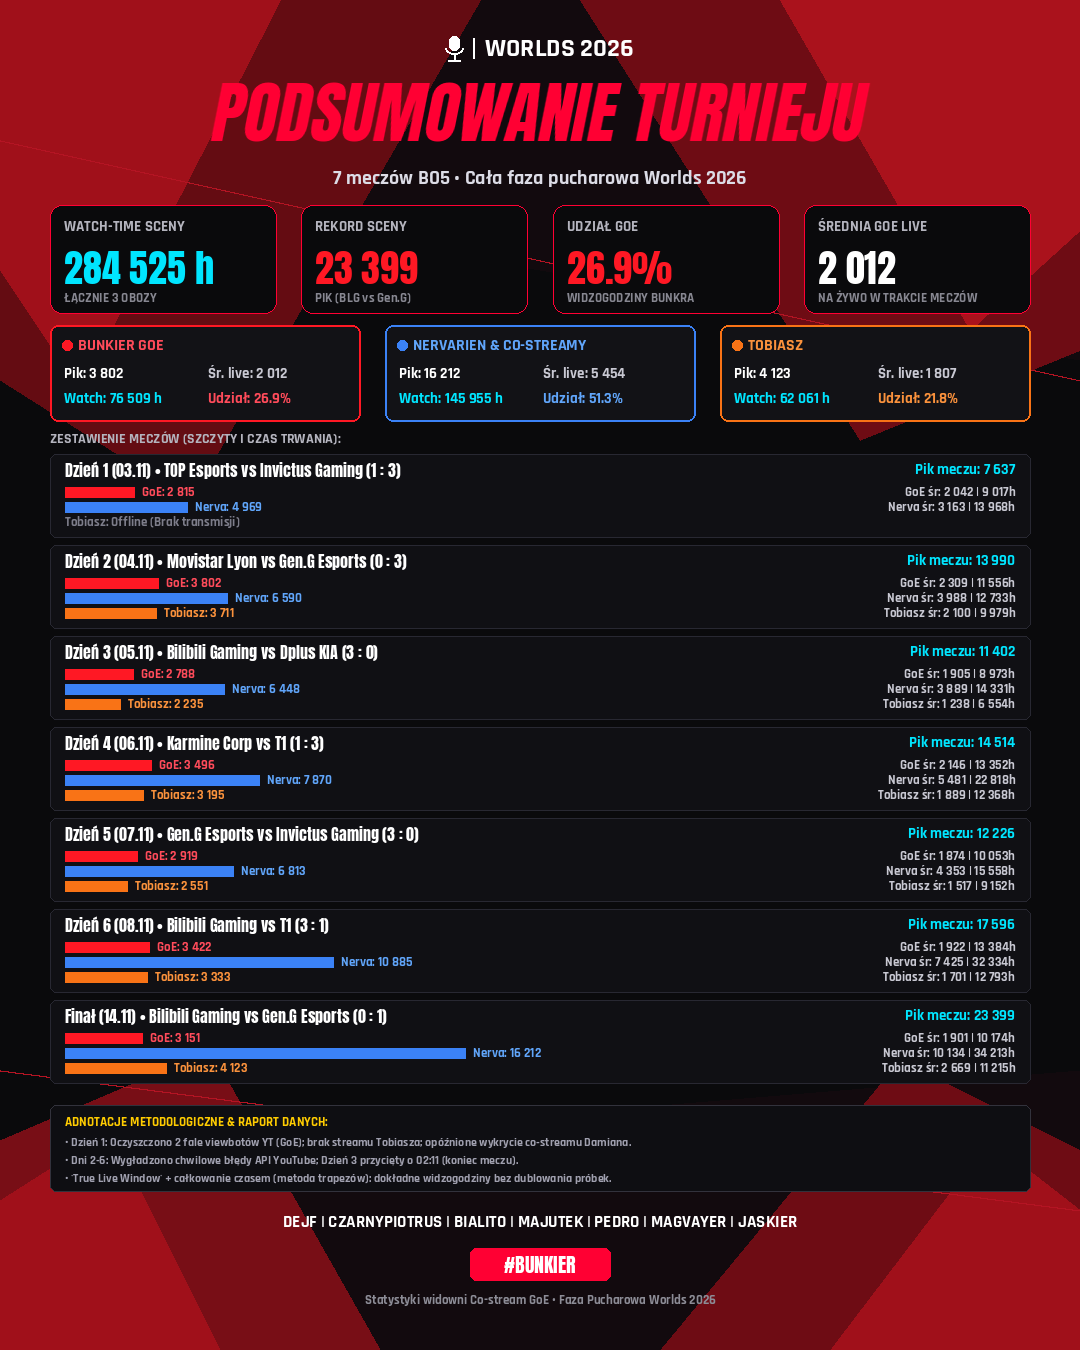 | WORLDS 2026
PODSUMOWANIE TURNIEJU
7 meczów BO5 • Cała faza pucharowa Worlds 2026
WATCH-TIME SCENY
284 525 h
ŁĄCZNIE 3 OBOZY
REKORD SCENY
23 399
PIK (BLG vs Gen.G)
UDZIAŁ GOE
26.9%
WIDZOGODZINY BUNKRA
ŚREDNIA GOE LIVE
2 012
NA ŻYWO W TRAKCIE MECZÓW
BUNKIER GOE
Pik: 3 802 Śr. live: 2 012
Watch: 76 509 h Udział: 26.9%
NERVARIEN & CO-STREAMY
Pik: 16 212 Śr. live: 5 454
Watch: 145 955 h Udział: 51.3%
TOBIASZ
Pik: 4 123 Śr. live: 1 807
Watch: 62 061 h Udział: 21.8%
ZESTAWIENIE MECZÓW (SZCZYTY I CZAS TRWANIA):
Dzień 1 (03.11) • TOP Esports vs Invictus Gaming (1 : 3) Pik meczu: 7 637
GoE: 2 815 GoE śr: 2 042 | 9 017h
Nerva: 4 969 Nerva śr: 3 163 | 13 968h
Tobiasz: Offline (Brak transmisji)
Dzień 2 (04.11) • Movistar Lyon vs Gen.G Esports (0 : 3) Pik meczu: 13 990
GoE: 3 802 GoE śr: 2 309 | 11 556h
Nerva: 6 590 Nerva śr: 3 988 | 12 733h
Tobiasz: 3 711 Tobiasz śr: 2 100 | 9 979h
Dzień 3 (05.11) • Bilibili Gaming vs Dplus KIA (3 : 0) Pik meczu: 11 402
GoE: 2 788 GoE śr: 1 905 | 8 973h
Nerva: 6 448 Nerva śr: 3 889 | 14 331h
Tobiasz: 2 235 Tobiasz śr: 1 238 | 6 554h
Dzień 4 (06.11) • Karmine Corp vs T1 (1 : 3) Pik meczu: 14 514
GoE: 3 496 GoE śr: 2 146 | 13 352h
Nerva: 7 870 Nerva śr: 5 481 | 22 818h
Tobiasz: 3 195 Tobiasz śr: 1 889 | 12 368h
Dzień 5 (07.11) • Gen.G Esports vs Invictus Gaming (3 : 0) Pik meczu: 12 226
GoE: 2 919 GoE śr: 1 874 | 10 053h
Nerva: 6 813 Nerva śr: 4 353 | 15 558h
Tobiasz: 2 551 Tobiasz śr: 1 517 | 9 152h
Dzień 6 (08.11) • Bilibili Gaming vs T1 (3 : 1) Pik meczu: 17 596
GoE: 3 422 GoE śr: 1 922 | 13 384h
Nerva: 10 885 Nerva śr: 7 425 | 32 334h
Tobiasz: 3 333 Tobiasz śr: 1 701 | 12 793h
Finał (14.11) • Bilibili Gaming vs Gen.G Esports (0 : 1) Pik meczu: 23 399
GoE: 3 151 GoE śr: 1 901 | 10 174h
Nerva: 16 212 Nerva śr: 10 134 | 34 213h
Tobiasz: 4 123 Tobiasz śr: 2 669 | 11 215h
ADNOTACJE METODOLOGICZNE & RAPORT DANYCH:
• Dzień 1: Oczyszczono 2 fale viewbotów YT (GoE); brak streamu Tobiasza; opóźnione wykrycie co-streamu Damiana.
• Dni 2-6: Wygładzono chwilowe błędy API YouTube; Dzień 3 przycięty o 02:11 (koniec meczu).
• 'True Live Window' + całkowanie czasem (metoda trapezów): dokładne widzogodziny bez dublowania próbek.
DEJF | CZARNYPIOTRUS | BIALITO | MAJUTEK | PEDRO | MAGVAYER | JASKIER
#BUNKIER
Statystyki widowni Co-stream GoE • Faza Pucharowa Worlds 2026